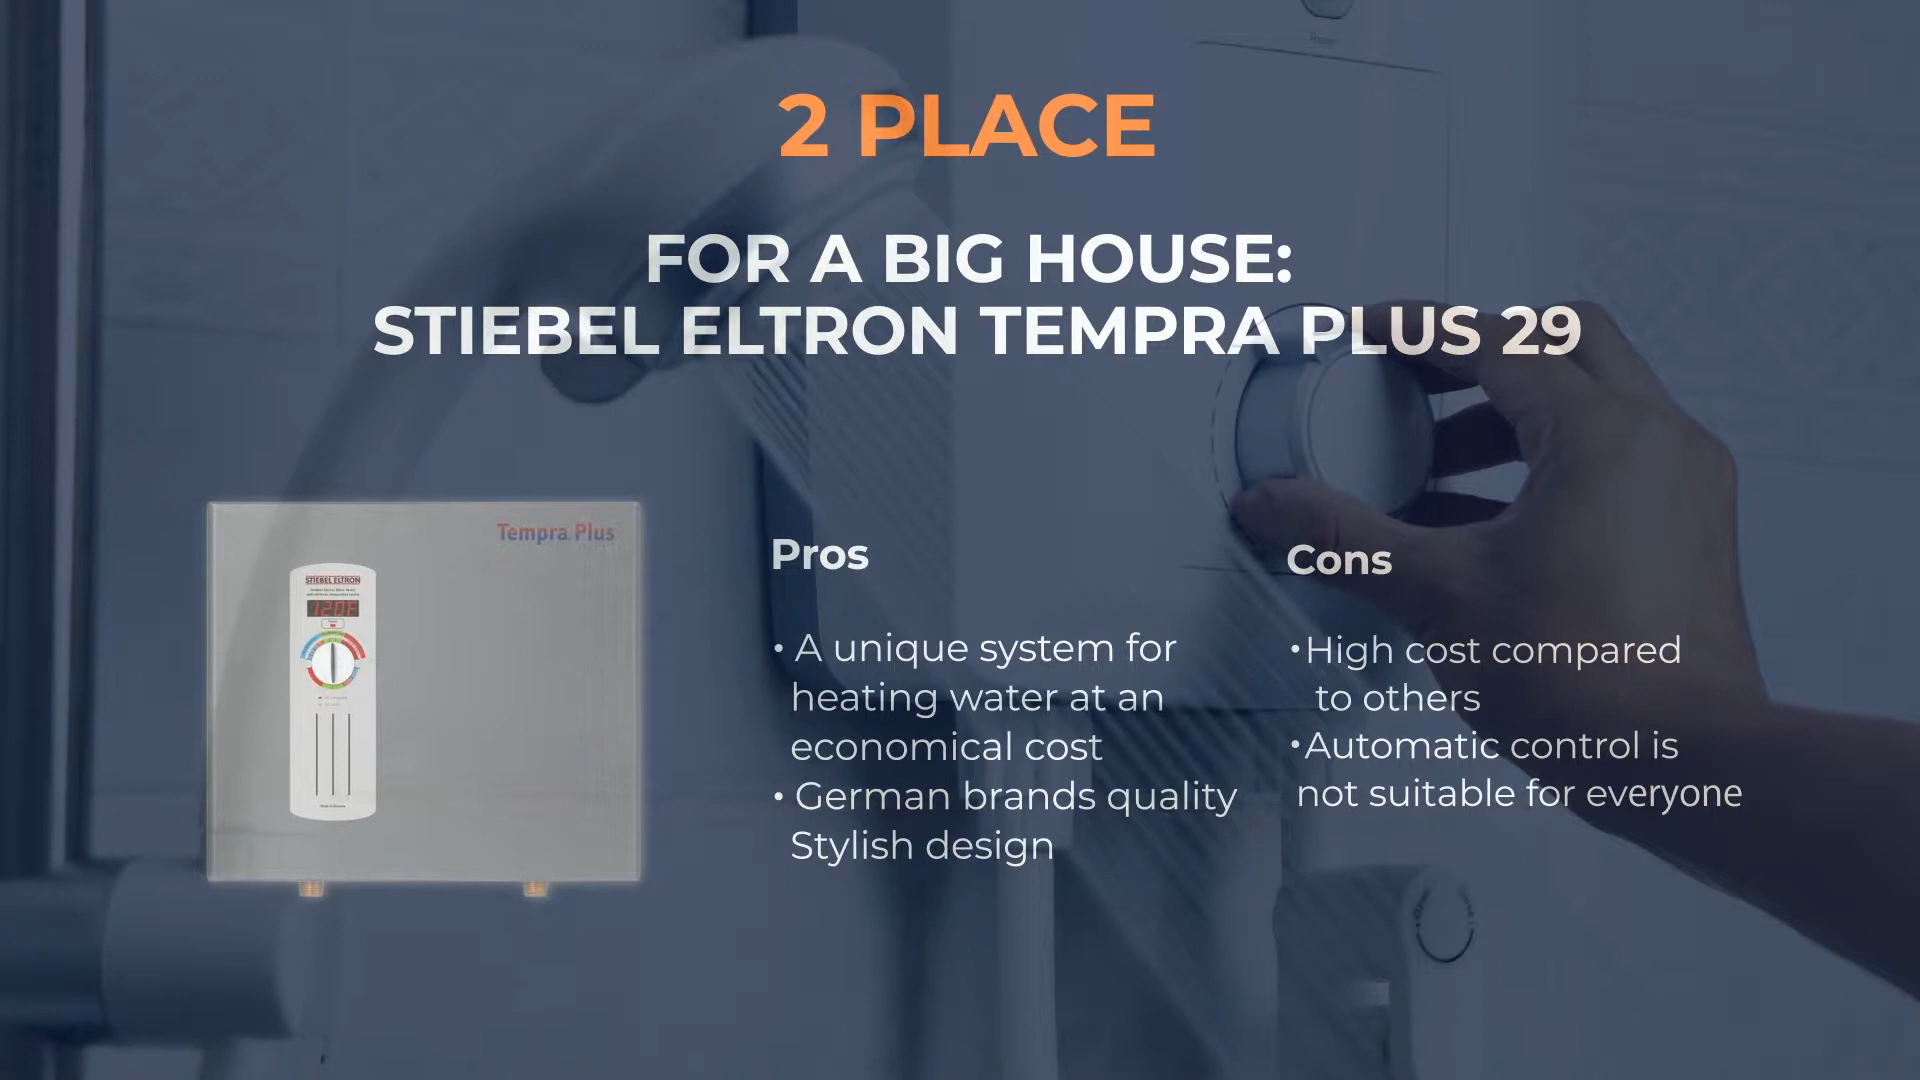 2 PLACE
FOR A BIG HOUSE:
STIEBEL ELTRON TEMPRA PLUS 29
Tempra Plus
STIEBEL ELTRON
120F
Pros
• A unique system for
heating water at an
economical cost
• German brands quality
Stylish design
Cons
•High cost compared
to others
•Automatic control is
not suitable for everyone